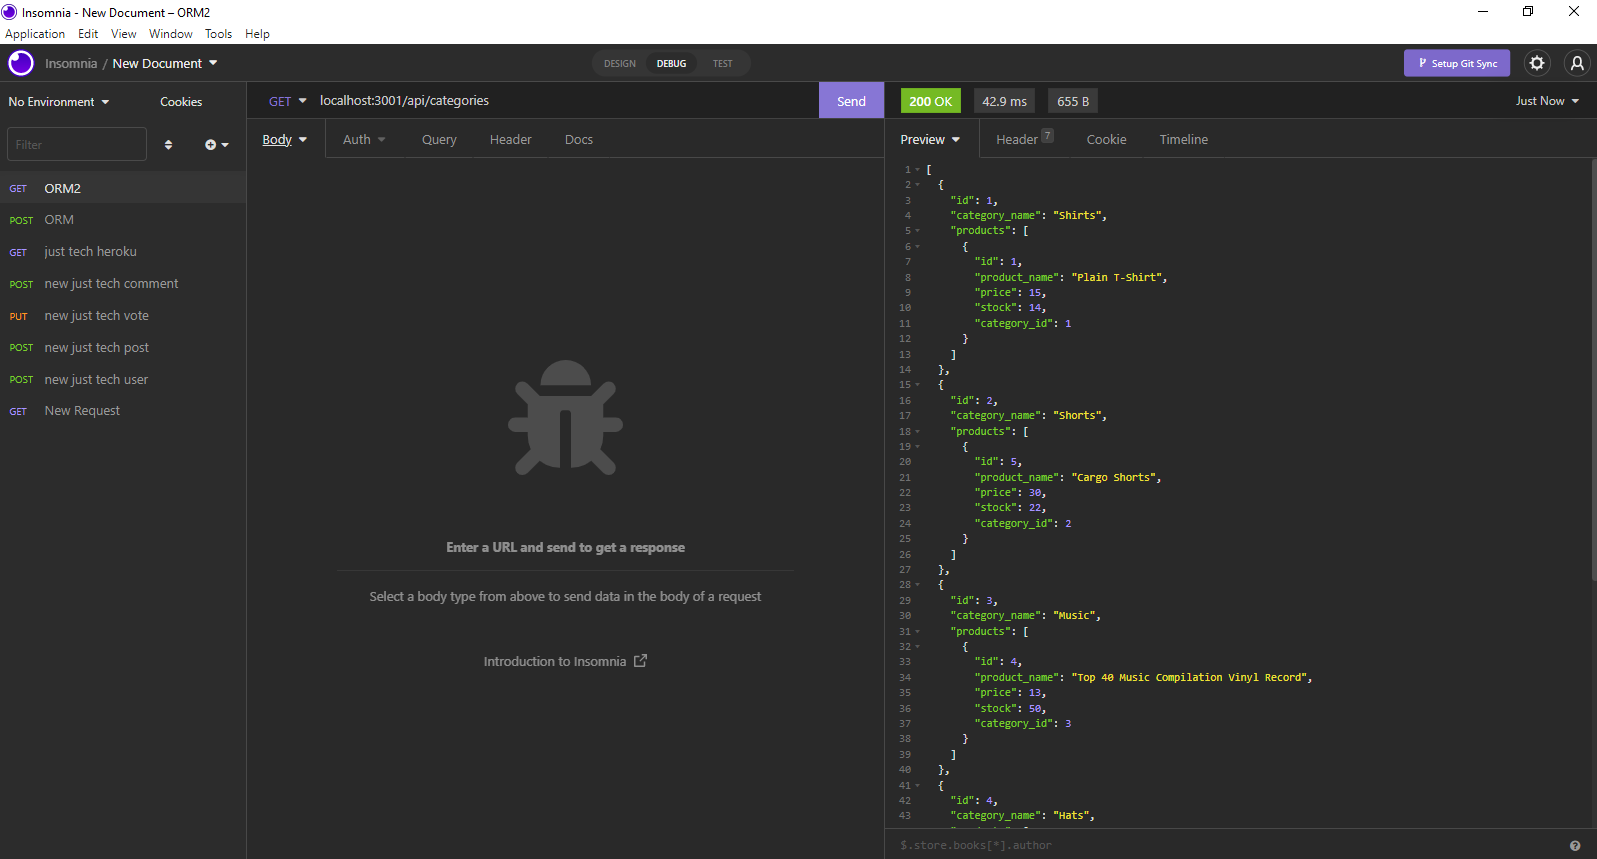 Insomnia - New Document – ORM2
Application Edit View Window Tools Help
Insomnia / New Document
DESIGN DEBUG TEST
Setup Git Sync
No Environment Cookies
GET localhost:3001/api/categories Send
200 OK 42.9 ms 655 B Just Now
Filter
Body Auth Query Header Docs
Preview Header 7 Cookie Timeline
GET ORM2
POST ORM
GET just tech heroku
POST new just tech comment
PUT new just tech vote
POST new just tech post
POST new just tech user
GET New Request
Enter a URL and send to get a response
Select a body type from above to send data in the body of a request
Introduction to Insomnia
1 [
2 {
3 "id": 1,
4 "category_name": "Shirts",
5 "products": [
6 {
7 "id": 1,
8 "product_name": "Plain T-Shirt",
9 "price": 15,
10 "stock": 14,
11 "category_id": 1
12 }
13 ]
14 },
15 {
16 "id": 2,
17 "category_name": "Shorts",
18 "products": [
19 {
20 "id": 5,
21 "product_name": "Cargo Shorts",
22 "price": 30,
23 "stock": 22,
24 "category_id": 2
25 }
26 ]
27 },
28 {
29 "id": 3,
30 "category_name": "Music",
31 "products": [
32 {
33 "id": 4,
34 "product_name": "Top 40 Music Compilation Vinyl Record",
35 "price": 13,
36 "stock": 50,
37 "category_id": 3
38 }
39 ]
40 },
41 {
42 "id": 4,
43 "category_name": "Hats",
$.store.books[*].author